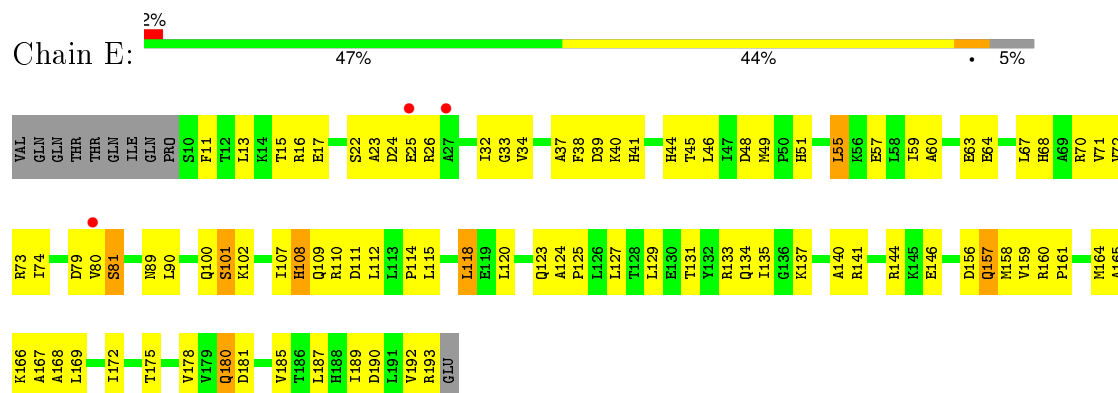 2%
Chain E:
47% 44% • 5%
VAL GLN GLN THR THR GLN ILE GLN PRO S10 F11 T12 L13 K14 T15 R16 E17 S22 A23 D24 E25 R26 A27 I32 G33 V34 A37 F38 D39 K40 H41 H44 T45 L46 I47 D48 M49 P50 H51 L55 K56 E57 L58 I59 A60 E63 E64 L67 H68 A69 R70 V71 V72
R73 I74 D79 V80 S81 N89 I90 Q100 S101 K102 I107 H108 Q109 R110 D111 L112 L113 P114 L115 L118 E119 L120 Q123 A124 P125 L126 L127 T128 L129 E130 T131 Y132 R133 Q134 I135 G136 K137 A140 R141 R144 K145 E146 D156 Q157 M158 V159 R160 P161 M164 A165
K166 A167 A168 L169 I172 T175 V178 V179 Q180 D181 V185 T186 L187 H188 I189 D190 L191 V192 R193 GLU